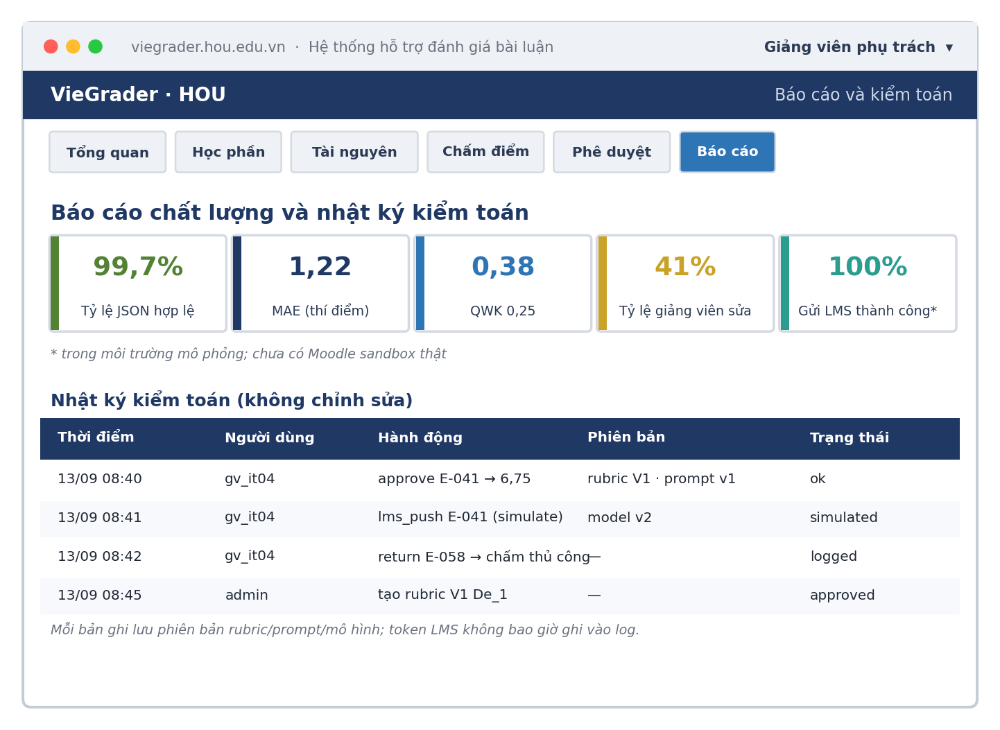 viegrader.hou.edu.vn · Hệ thống hỗ trợ đánh giá bài luận
Giảng viên phụ trách ▾
VieGrader · HOU
Báo cáo và kiểm toán
Tổng quan
Học phần
Tài nguyên
Chấm điểm
Phê duyệt
Báo cáo
Báo cáo chất lượng và nhật ký kiểm toán
99,7%
Tỷ lệ JSON hợp lệ
1,22
MAE (thí điểm)
0,38
QWK 0,25
41%
Tỷ lệ giảng viên sửa
100%
Gửi LMS thành công*
* trong môi trường mô phỏng; chưa có Moodle sandbox thật
Nhật ký kiểm toán (không chỉnh sửa)
Thời điểm Người dùng Hành động Phiên bản Trạng thái
13/09 08:40 gv_it04 approve E-041 → 6,75 rubric V1 · prompt v1 ok
13/09 08:41 gv_it04 lms_push E-041 (simulate) model v2 simulated
13/09 08:42 gv_it04 return E-058 → chấm thủ công — logged
13/09 08:45 admin tạo rubric V1 De_1 — approved
Mỗi bản ghi lưu phiên bản rubric/prompt/mô hình; token LMS không bao giờ ghi vào log.